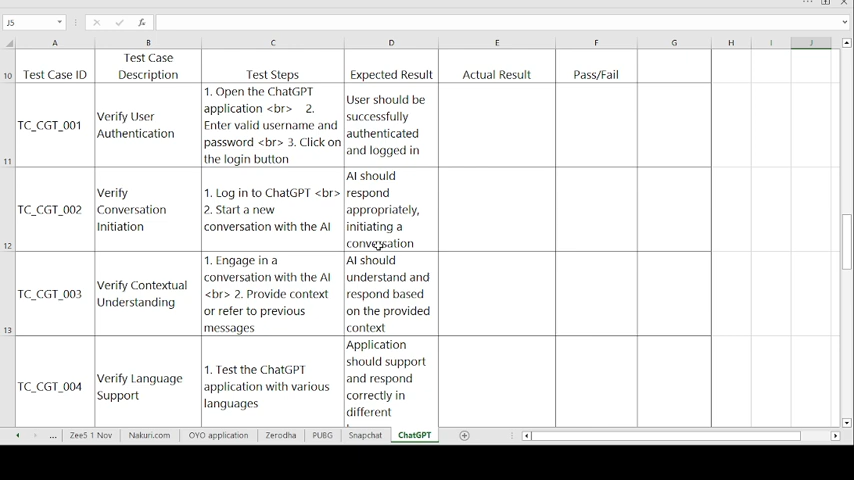 J5
fx
A B C D E F G H I J
10
Test Case ID
Test Case
Description
Test Steps
Expected Result
Actual Result
Pass/Fail
11
TC_CGT_001
Verify User
Authentication
1. Open the ChatGPT
application <br> 2.
Enter valid username and
password <br> 3. Click on
the login button
User should be
successfully
authenticated
and logged in
12
TC_CGT_002
Verify
Conversation
Initiation
1. Log in to ChatGPT <br>
2. Start a new
conversation with the AI
AI should
respond
appropriately,
initiating a
conversation
13
TC_CGT_003
Verify Contextual
Understanding
1. Engage in a
conversation with the AI
<br> 2. Provide context
or refer to previous
messages
AI should
understand and
respond based
on the provided
context
TC_CGT_004
Verify Language
Support
1. Test the ChatGPT
application with various
languages
Application
should support
and respond
correctly in
different
... Zee5 1 Nov Nakuri.com OYO application Zerodha PUBG Snapchat ChatGPT